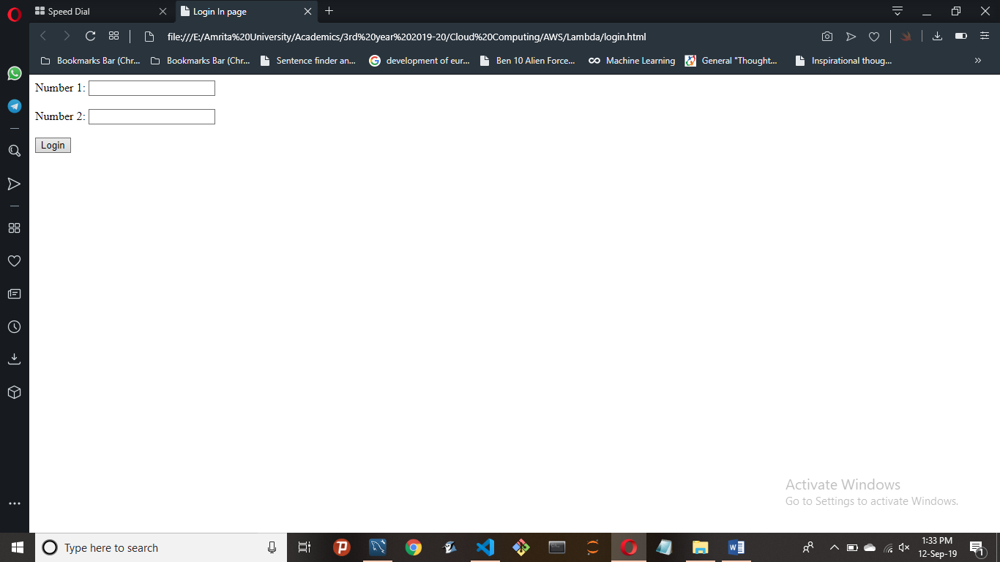 Speed Dial
Login In page
file:///E:/Amrita%20University/Academics/3rd%20year%202019-20/Cloud%20Computing/AWS/Lambda/login.html
Bookmarks Bar (Chr... Bookmarks Bar (Chr... Sentence finder an... development of eur... Ben 10 Alien Force... Machine Learning General "Thought... Inspirational thoug...
Number 1:
Number 2:
Login
Activate Windows
Go to Settings to activate Windows.
Type here to search
1:33 PM
12-Sep-19
1